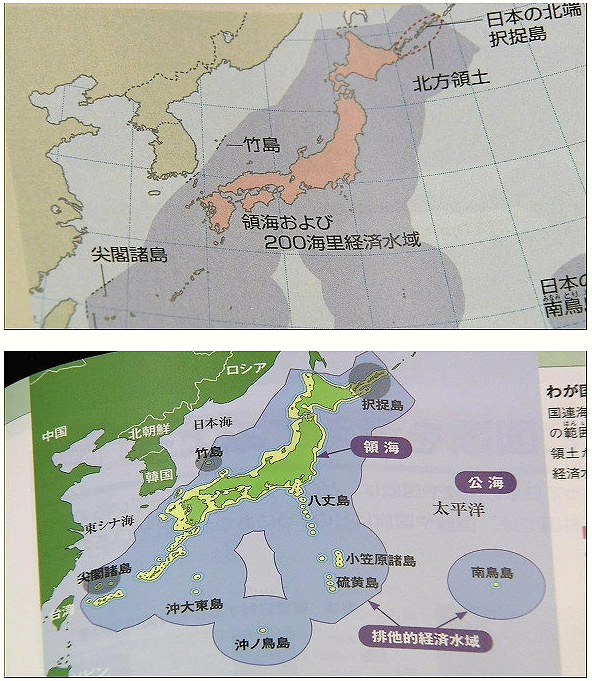 日本の北端
択捉島
北方領土
竹島
領海および
200海里経済水域
尖閣諸島
日本の
南鳥
ロシア
中国
北朝鮮
日本海
択捉島
竹島
韓国
領海
わが国
国連海
の範囲
はん
領土
経済水
公海
太平洋
八丈島
東シナ海
小笠原諸島
尖閣諸島
硫黄島
南鳥島
台湾
沖大東島
沖ノ鳥島
排他的経済水域